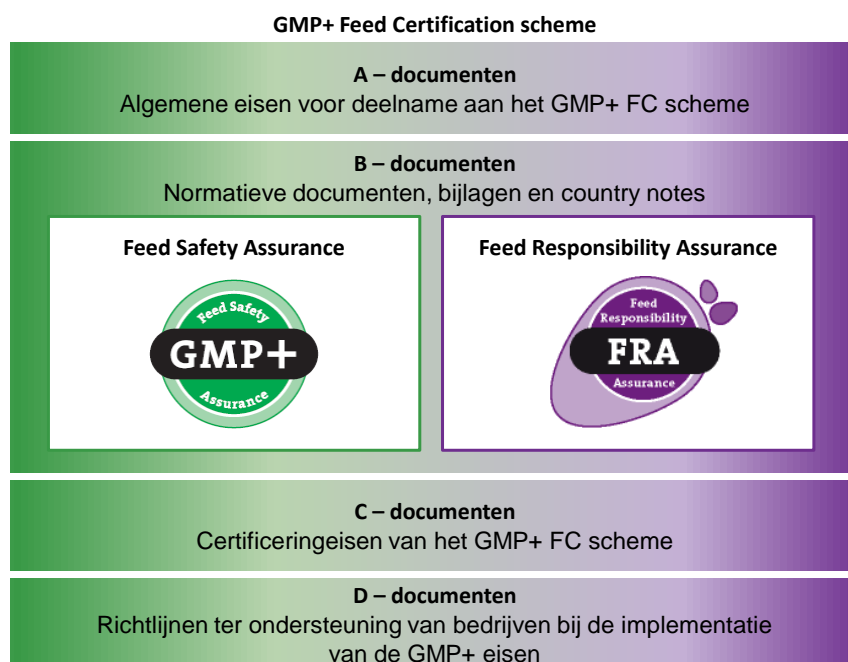 GMP+ Feed Certification scheme
A – documenten
Algemene eisen voor deelname aan het GMP+ FC scheme
B – documenten
Normatieve documenten, bijlagen en country notes
Feed Safety Assurance
Feed Safety
GMP+
Assurance
Feed Responsibility Assurance
Feed
Responsibility
FRA
Assurance
C – documenten
Certificeringeisen van het GMP+ FC scheme
D – documenten
Richtlijnen ter ondersteuning van bedrijven bij de implementatie
van de GMP+ eisen